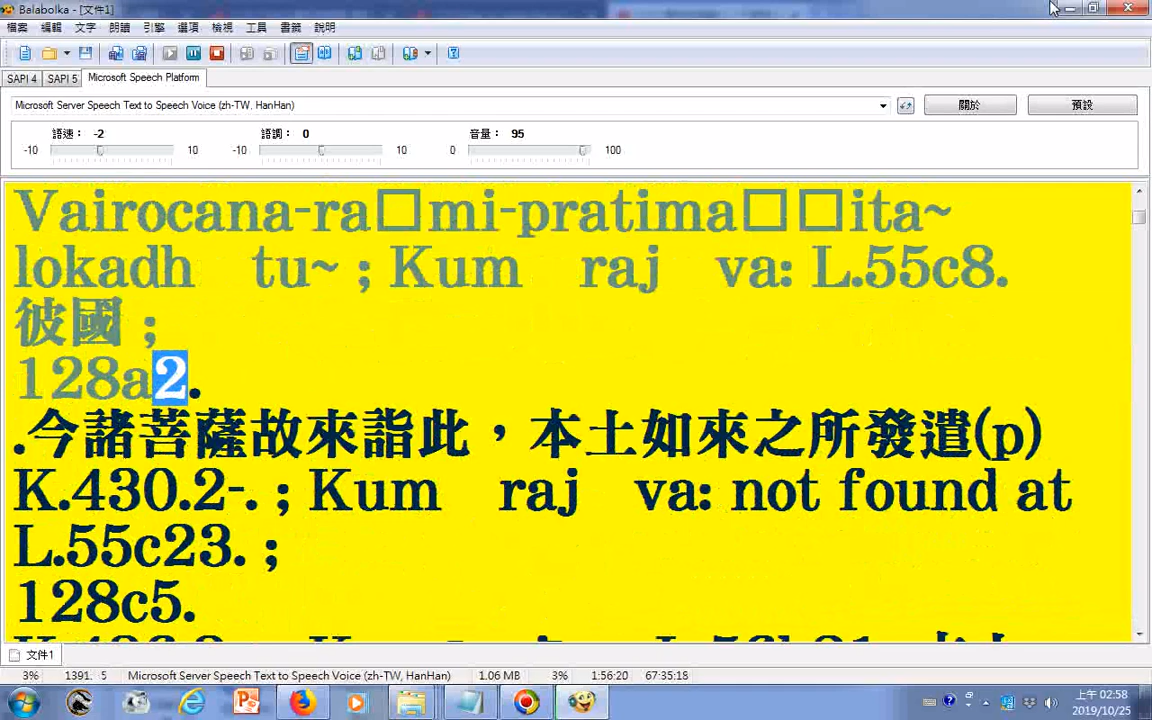 Balabolka - [文件1]
檔案 編輯 文字 朗讀 引擎 選項 檢視 工具 書籤 說明
SAPI 4 SAPI 5 Microsoft Speech Platform
Microsoft Server Speech Text to Speech Voice (zh-TW, HanHan) 關於 預設
語速： -2 語調： 0 音量： 95
-10 10 -10 10 0 100
Vairocana-ra□mi-pratima□□ita~
lokadh tu~ ; Kum raj va: L.55c8.
彼國；
128a2.
.今諸菩薩故來詣此，本土如來之所發遣(p)
K.430.2-. ; Kum raj va: not found at
L.55c23. ;
128c5.
文件1
3% 1391. 5 Microsoft Server Speech Text to Speech Voice (zh-TW, HanHan) 1.06 MB 3% 1:56:20 67:35:18
上午 02:58
2019/10/25